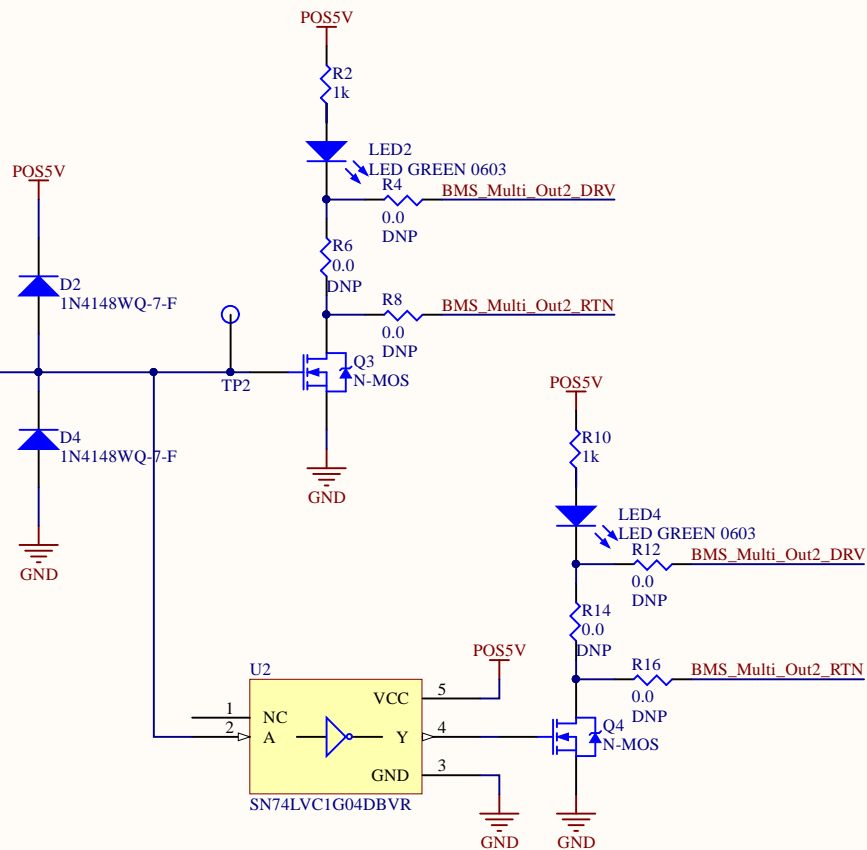 POS5V
R2
1k
LED2
LED GREEN 0603
R4
BMS_Multi_Out2_DRV
0.0
DNP
R6
0.0
DNP
R8
BMS_Multi_Out2_RTN
0.0
DNP
POS5V
D2
1N4148WQ-7-F
TP2
Q3
N-MOS
D4
1N4148WQ-7-F
GND
GND
POS5V
R10
1k
LED4
LED GREEN 0603
R12
BMS_Multi_Out2_DRV
0.0
DNP
R14
0.0
DNP
R16
BMS_Multi_Out2_RTN
0.0
DNP
POS5V
U2
VCC
5
1
NC
2
A
Y
4
GND
3
SN74LVC1G04DBVR
Q4
N-MOS
GND
GND